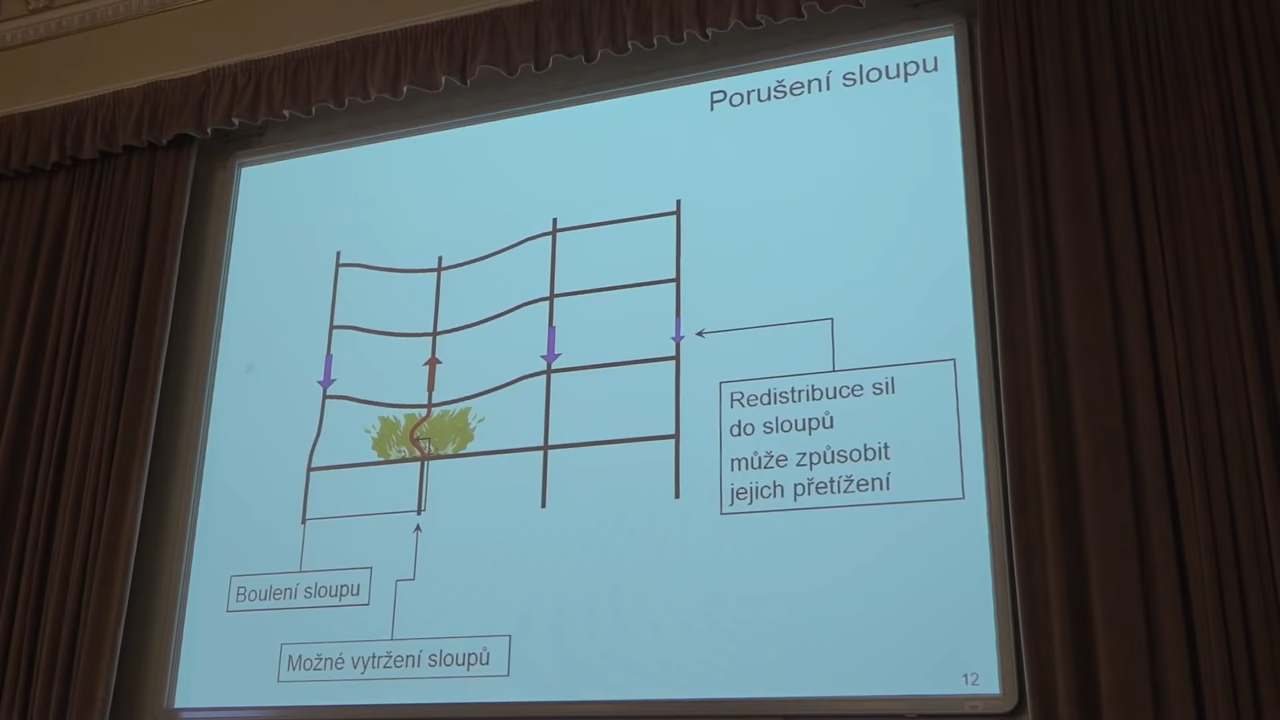 Porušení sloupu
Redistribuce sil
do sloupů
může způsobit
jejich přetížení
Boulení sloupu
Možné vytržení sloupů
12